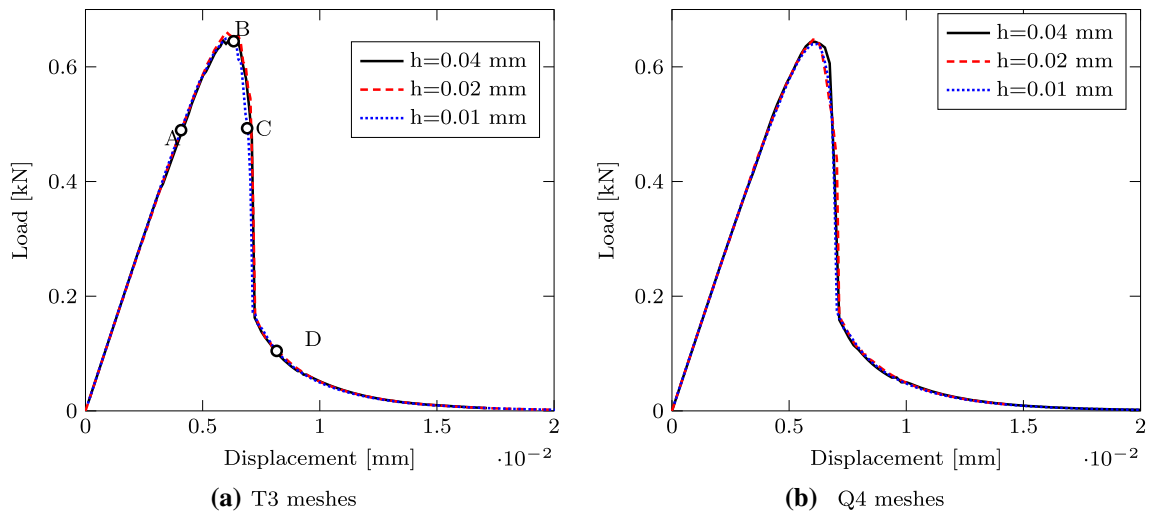 B
h=0.04 mm
h=0.02 mm
h=0.01 mm
A
C
D
0
0.2
0.4
0.6
Load [kN]
0
0.5
1
1.5
2
Displacement [mm]
·10−2
(a) T3 meshes
h=0.04 mm
h=0.02 mm
h=0.01 mm
0
0.2
0.4
0.6
Load [kN]
0
0.5
1
1.5
2
Displacement [mm]
·10−2
(b) Q4 meshes